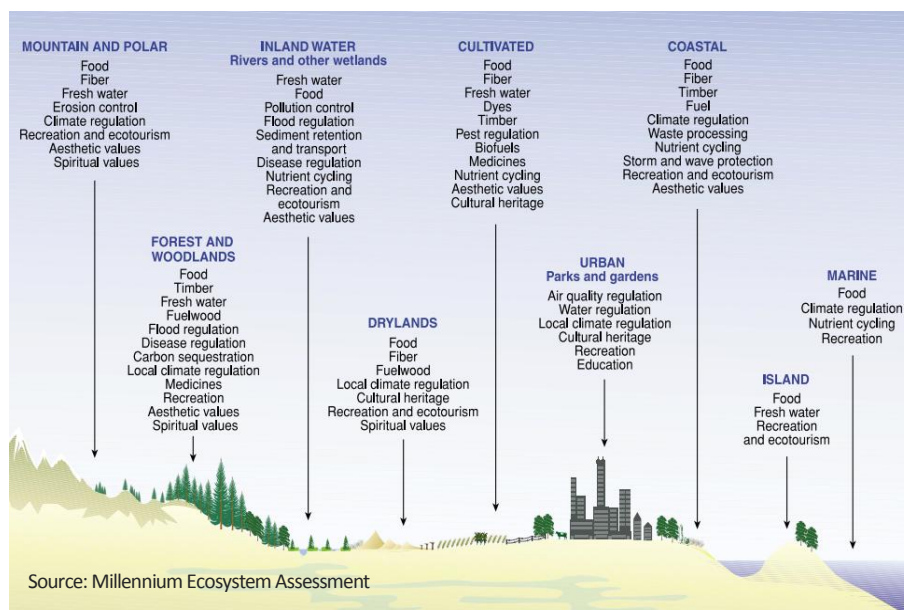 MOUNTAIN AND POLAR
Food
Fiber
Fresh water
Erosion control
Climate regulation
Recreation and ecotourism
Aesthetic values
Spiritual values
INLAND WATER
Rivers and other wetlands
Fresh water
Food
Pollution control
Flood regulation
Sediment retention
and transport
Disease regulation
Nutrient cycling
Recreation and
ecotourism
Aesthetic values
CULTIVATED
Food
Fiber
Fresh water
Dyes
Timber
Pest regulation
Biofuels
Medicines
Nutrient cycling
Aesthetic values
Cultural heritage
COASTAL
Food
Fiber
Timber
Fuel
Climate regulation
Waste processing
Nutrient cycling
Storm and wave protection
Recreation and ecotourism
Aesthetic values
FOREST AND
WOODLANDS
Food
Timber
Fresh water
Fuelwood
Flood regulation
Disease regulation
Carbon sequestration
Local climate regulation
Medicines
Recreation
Aesthetic values
Spiritual values
DRYLANDS
Food
Fiber
Fuelwood
Local climate regulation
Cultural heritage
Recreation and ecotourism
Spiritual values
URBAN
Parks and gardens
Air quality regulation
Water regulation
Local climate regulation
Cultural heritage
Recreation
Education
MARINE
Food
Climate regulation
Nutrient cycling
Recreation
ISLAND
Food
Fresh water
Recreation
and ecotourism
Source: Millennium Ecosystem Assessment